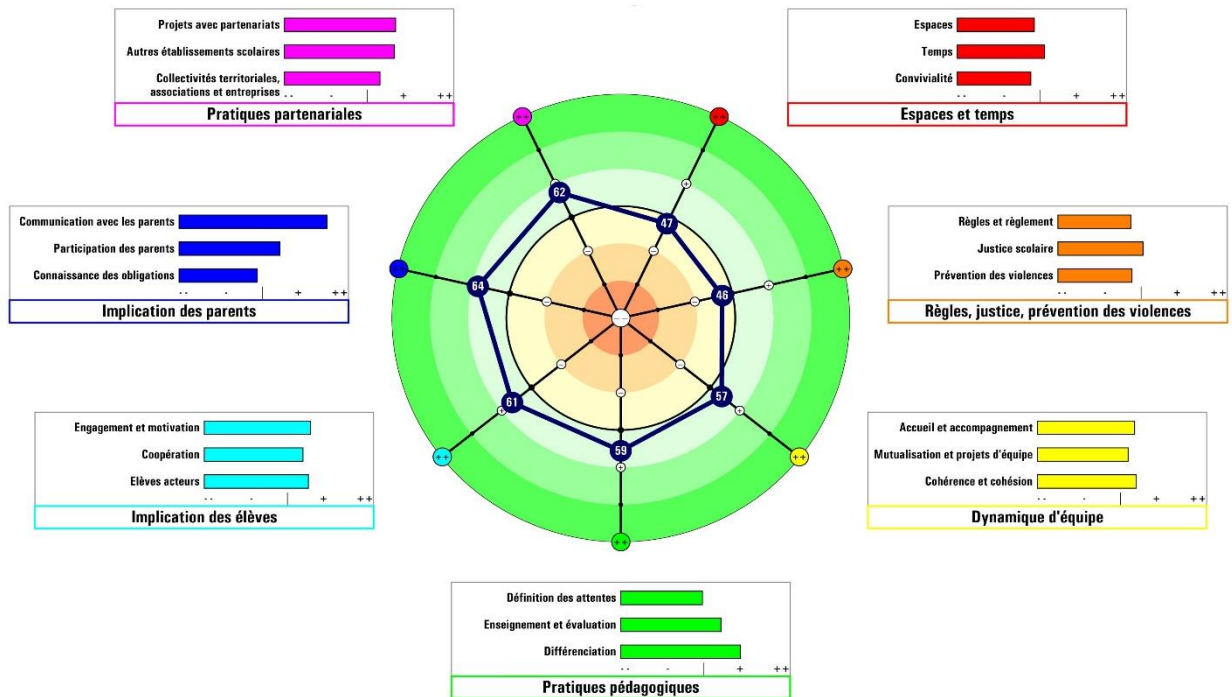 Projets avec partenariats
Autres établissements scolaires
Collectivités territoriales,
associations et entreprises
-- - + ++
Pratiques partenariales
Espaces
Temps
Convivialité
-- - + ++
Espaces et temps
Communication avec les parents
Participation des parents
Connaissance des obligations
-- - + ++
Implication des parents
Règles et règlement
Justice scolaire
Prévention des violences
-- - + ++
Règles, justice, prévention des violences
++ ++
+
62
47
- -
++ ++
64 46 +
- -
--
- -
61 57
+ - +
59
++ + ++
++
Engagement et motivation
Coopération
Elèves acteurs
-- - + ++
Implication des élèves
Accueil et accompagnement
Mutualisation et projets d'équipe
Cohérence et cohésion
-- - + ++
Dynamique d'équipe
Définition des attentes
Enseignement et évaluation
Différenciation
-- - + ++
Pratiques pédagogiques